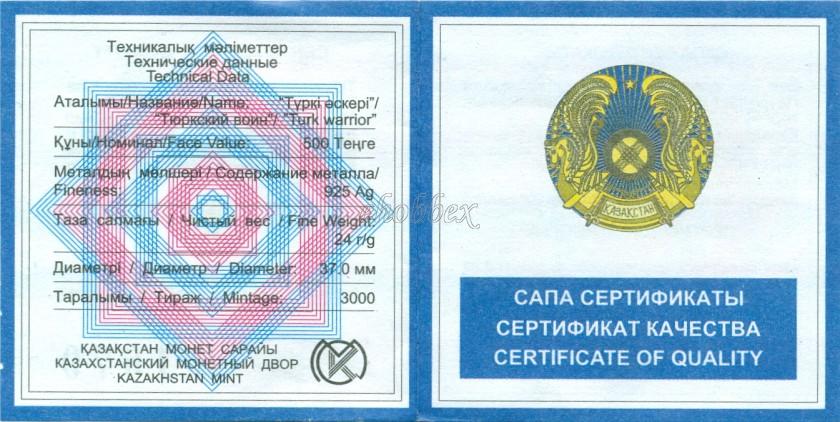 Техникалық мәліметтер
Технические данные
Technical Data
Аталымы/Название/Name: "Түркі әскері"/
"Тюркский воин"/ "Turk warrior"
Құны/Номинал/Face Value: 500 Теңге
Металдың мөлшері / Содержание металла/
Fineness: 925 Ag
Таза салмағы / Чистый вес / Fine Weight:
24 г/g
Диаметрі / Диаметр / Diameter: 37.0 мм
Таралымы / Тираж / Mintage: 3000
ҚАЗАҚСТАН МОНЕТ САРАЙЫ
КАЗАХСТАНСКИЙ МОНЕТНЫЙ ДВОР
KAZAKHSTAN MINT
ҚАЗАҚСТАН
САПА СЕРТИФИКАТЫ
СЕРТИФИКАТ КАЧЕСТВА
CERTIFICATE OF QUALITY